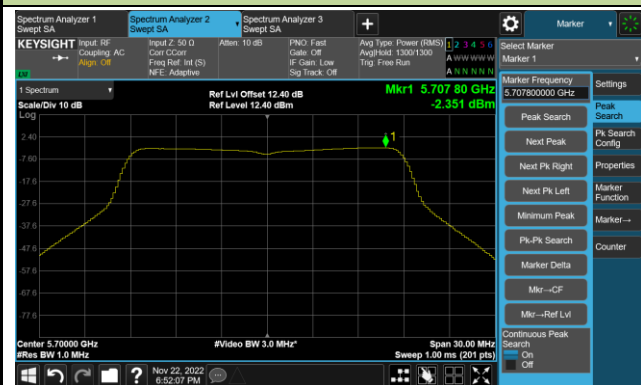 Spectrum Analyzer 1
Swept SA
Spectrum Analyzer 2
Swept SA
Spectrum Analyzer 3
Swept SA
+
Marker
KEYSIGHT
Input: RF
Coupling: AC
Align: Off
Input Z: 50 Ω
Corr CCorr
Freq Ref: Int (S)
NFE: Adaptive
Atten: 10 dB
PNO: Fast
Gate: Off
IF Gain: Low
Sig Track: Off
Avg Type: Power (RMS)
Avg|Hold: 1300/1300
Trig: Free Run
1 2 3 4 5 6
A W W W W W
A N N N N N
LXI
Select Marker
Marker 1
1 Spectrum
Scale/Div 10 dB
Log
Ref Lvl Offset 12.40 dB
Ref Level 12.40 dBm
Mkr1 5.707 80 GHz
-2.351 dBm
Marker Frequency
5.707800000 GHz
Settings
Peak Search
Peak
Search
Next Peak
Pk Search
Config
Next Pk Right
Properties
Next Pk Left
Marker
Function
Minimum Peak
Marker→
Pk-Pk Search
Counter
Marker Delta
Mkr→CF
Mkr→Ref Lvl
Continuous Peak
Search
On
Off
1
2.40
-7.60
-17.6
-27.6
-37.6
-47.6
-57.6
-67.6
-77.6
Center 5.70000 GHz
#Res BW 1.0 MHz
#Video BW 3.0 MHz*
Span 30.00 MHz
Sweep 1.00 ms (201 pts)
?
Nov 22, 2022
6:52:07 PM